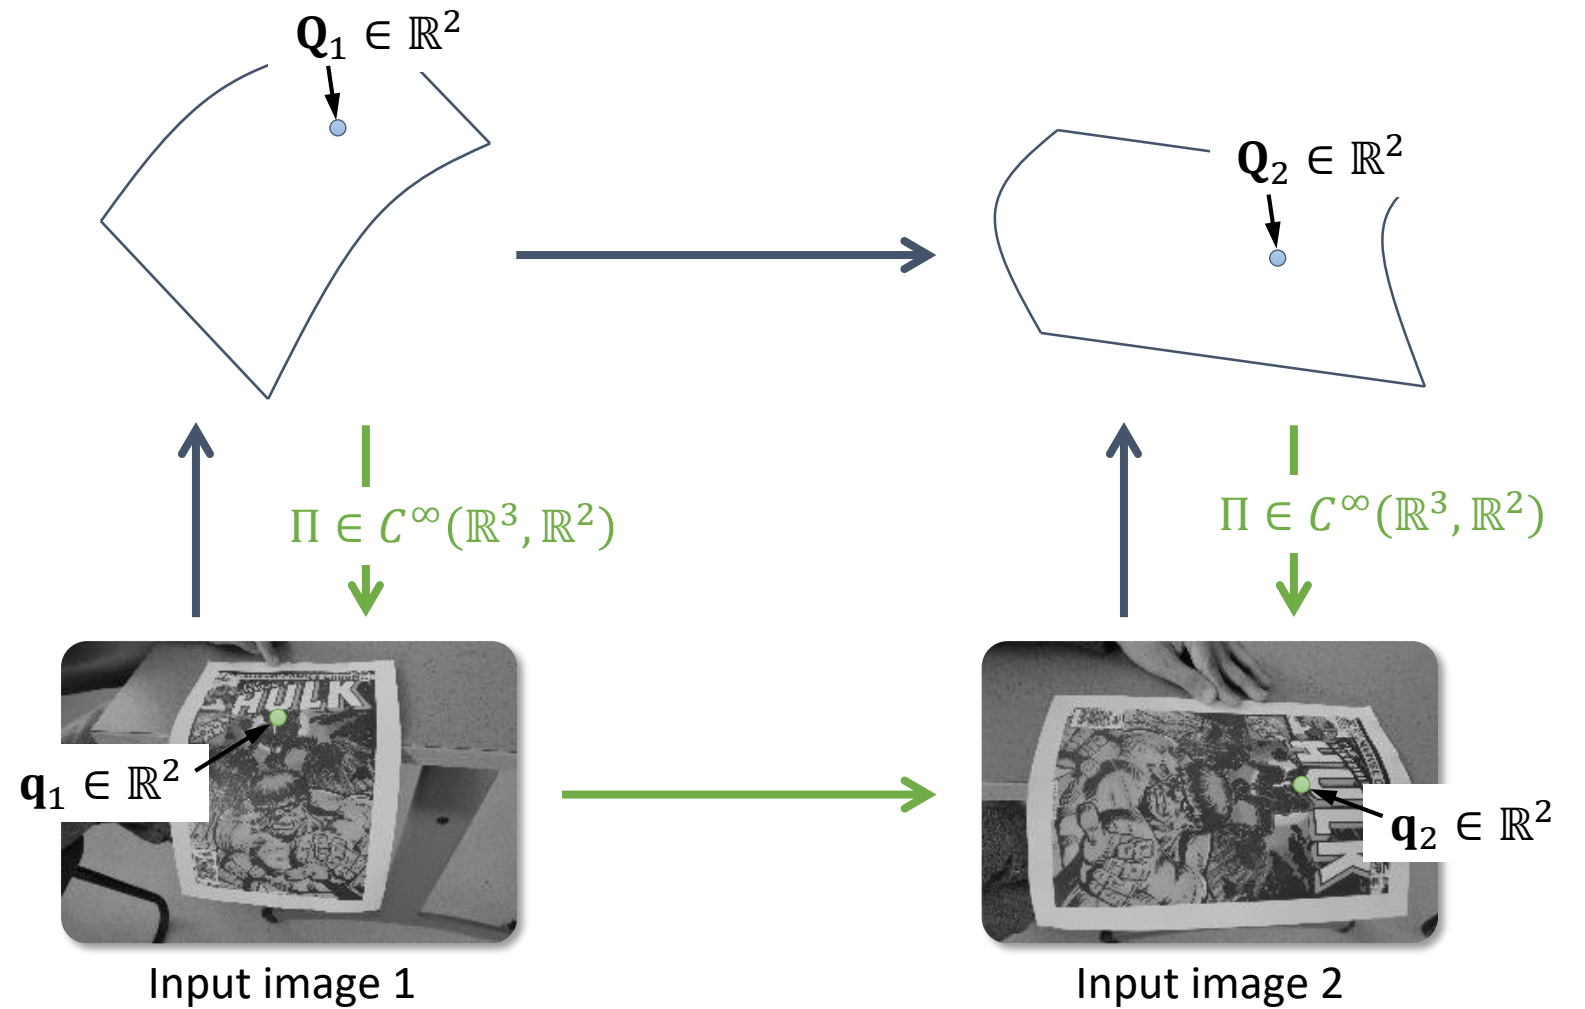 𝐐₁ ∈ ℝ²
𝐐₂ ∈ ℝ²
Π ∈ 𝐶^∞(ℝ³, ℝ²)
Π ∈ 𝐶^∞(ℝ³, ℝ²)
HULK
HULK
𝐪₁ ∈ ℝ²
𝐪₂ ∈ ℝ²
Input image 1
Input image 2